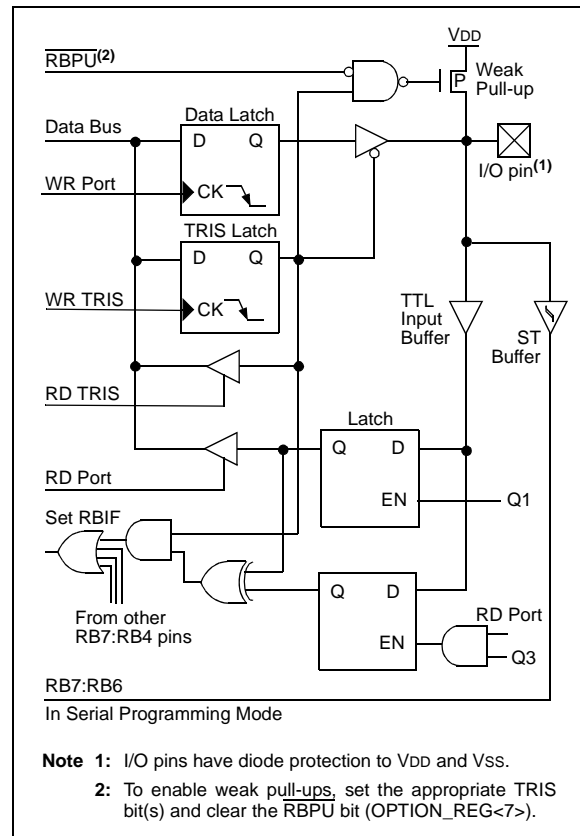 VDD
RBPU(2)
P
Weak
Pull-up
Data Latch
Data Bus
D Q
I/O pin(1)
WR Port
CK
TRIS Latch
D Q
WR TRIS
CK
TTL
Input
Buffer
ST
Buffer
RD TRIS
Latch
Q D
RD Port
EN
Q1
Set RBIF
Q D
From other
RB7:RB4 pins
RD Port
EN
Q3
RB7:RB6
In Serial Programming Mode
Note 1: I/O pins have diode protection to VDD and VSS.
2: To enable weak pull-ups, set the appropriate TRIS
bit(s) and clear the RBPU bit (OPTION_REG<7>).